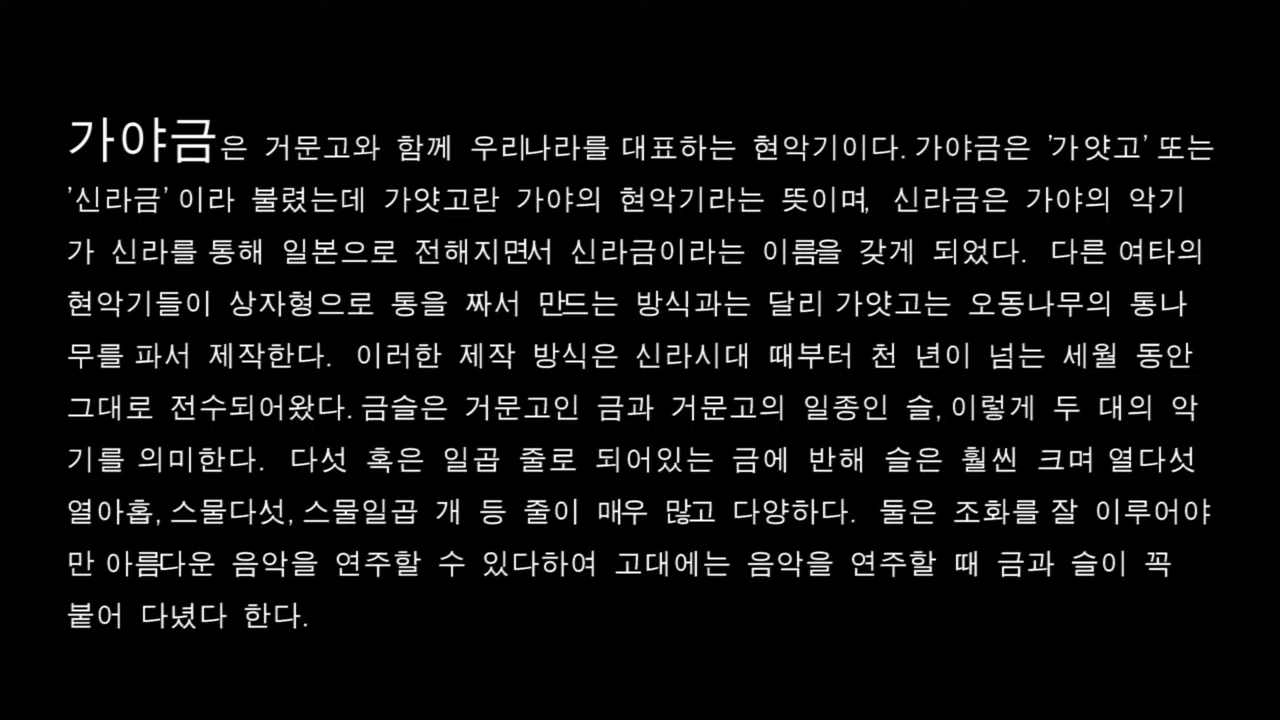 가야금은 거문고와 함께 우리나라를 대표하는 현악기이다. 가야금은 '가얏고' 또는
'신라금' 이라 불렸는데 가얏고란 가야의 현악기라는 뜻이며, 신라금은 가야의 악기
가 신라를 통해 일본으로 전해지면서 신라금이라는 이름을 갖게 되었다. 다른 여타의
현악기들이 상자형으로 통을 짜서 만드는 방식과는 달리 가얏고는 오동나무의 통나
무를 파서 제작한다. 이러한 제작 방식은 신라시대 때부터 천 년이 넘는 세월 동안
그대로 전수되어왔다. 금슬은 거문고인 금과 거문고의 일종인 슬, 이렇게 두 대의 악
기를 의미한다. 다섯 혹은 일곱 줄로 되어있는 금에 반해 슬은 훨씬 크며 열다섯
열아홉, 스물다섯, 스물일곱 개 등 줄이 매우 많고 다양하다. 둘은 조화를 잘 이루어야
만 아름다운 음악을 연주할 수 있다하여 고대에는 음악을 연주할 때 금과 슬이 꼭
붙어 다녔다 한다.